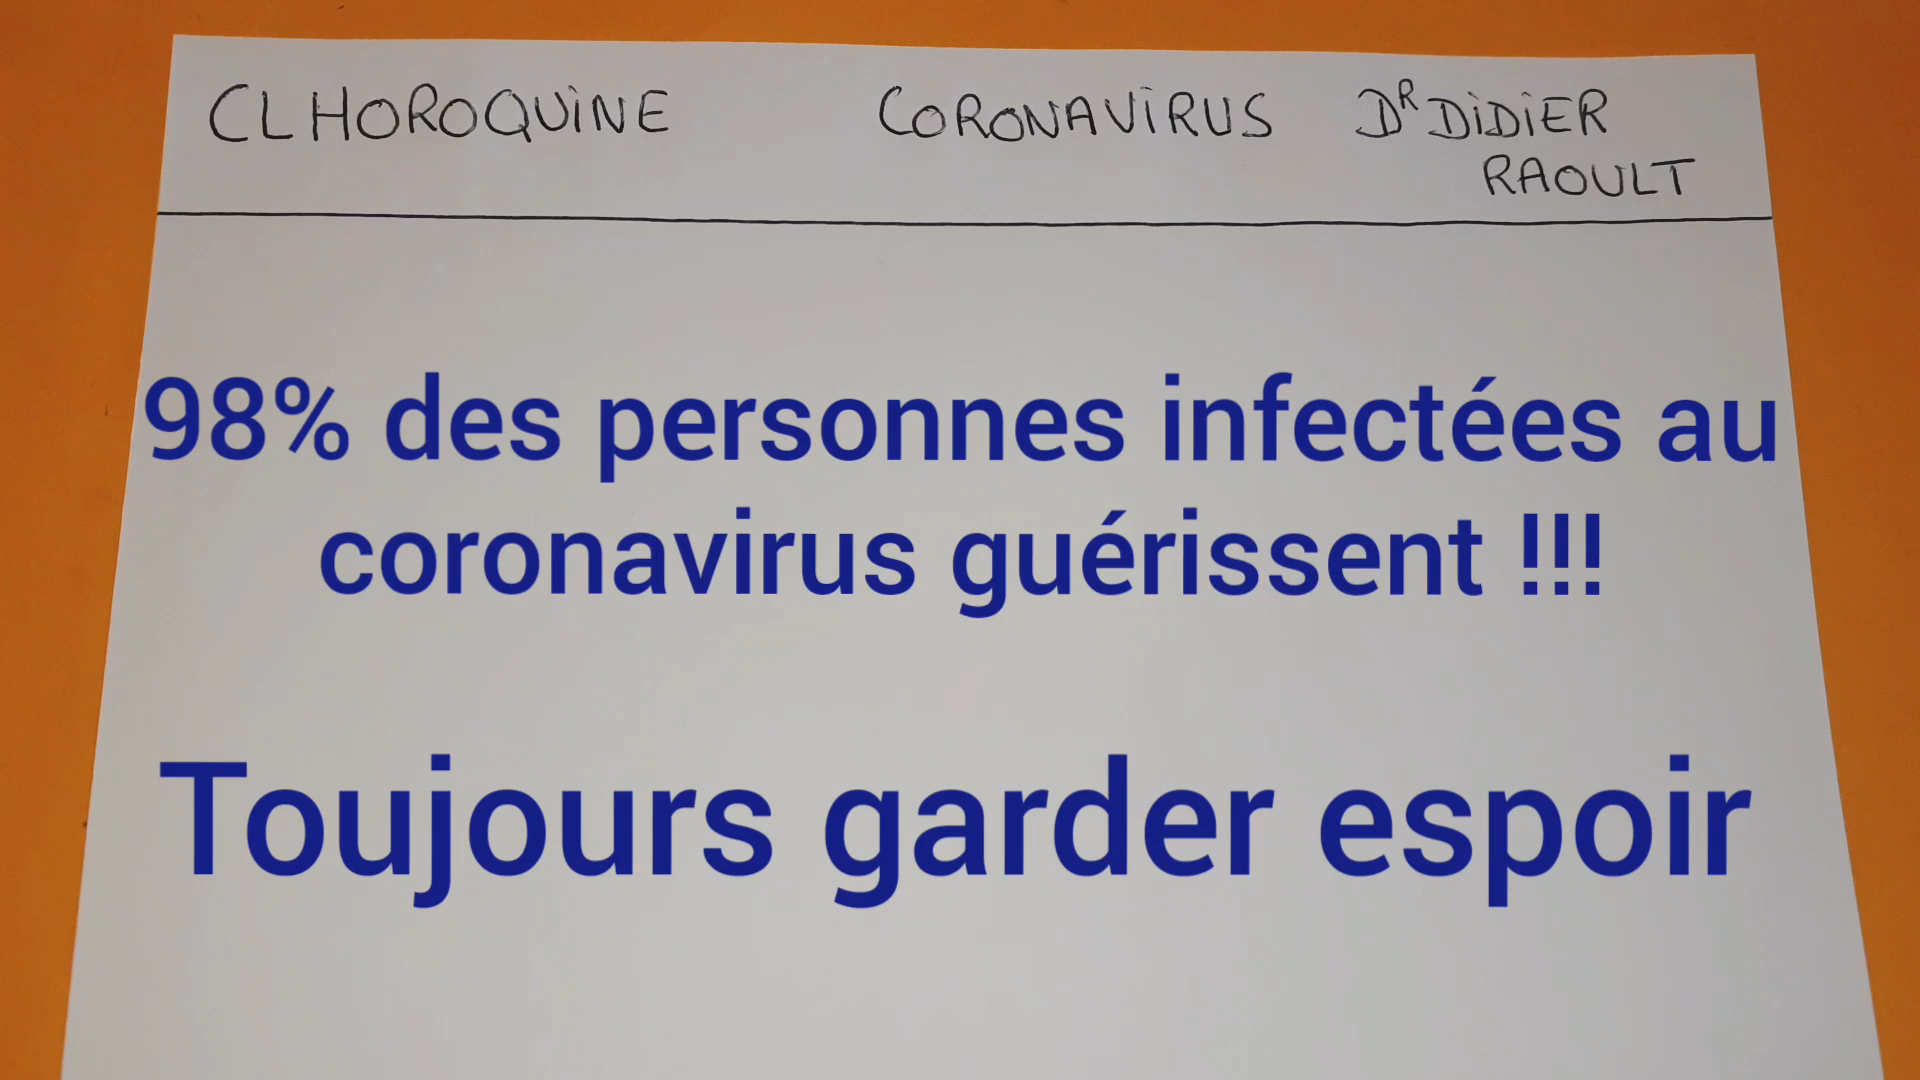 CLHOROQUINE CORONAVIRUS DR DIDIER
RAOULT
98% des personnes infectées au
coronavirus guérissent !!!
Toujours garder espoir